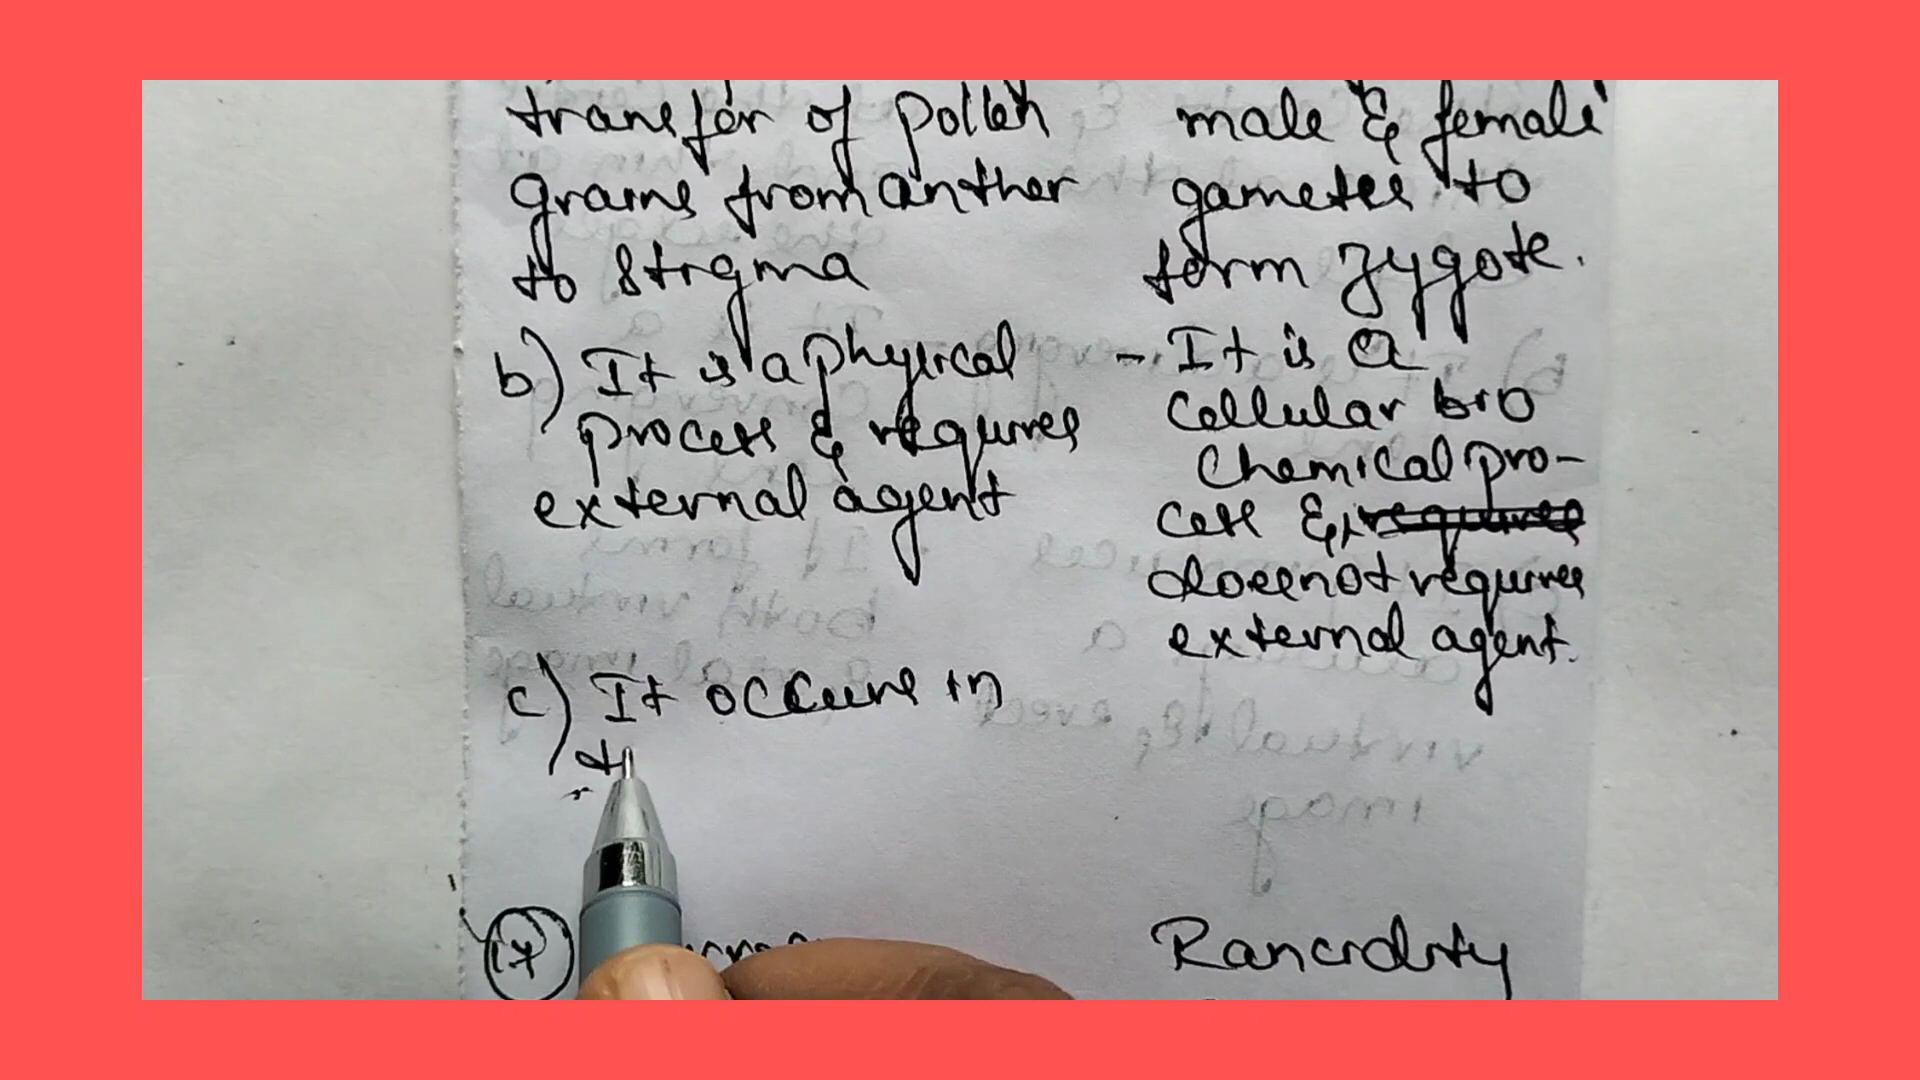 transfer of pollen
grains from anther
to stigma
b) It is a physical
process & requires
external agent
c) It occurs in
male & female
gametes to
form zygote.
- It is a
cellular bio
chemical pro-
cess & requires
does not requires
external agent.
17
Rancidity